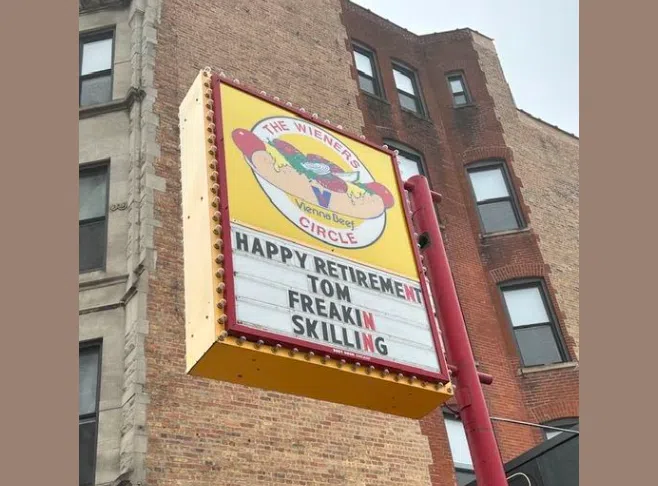 THE WIENERS
V
Vienna Beef
CIRCLE
HAPPY RETIREMENT
TOM
FREAKIN
SKILLING